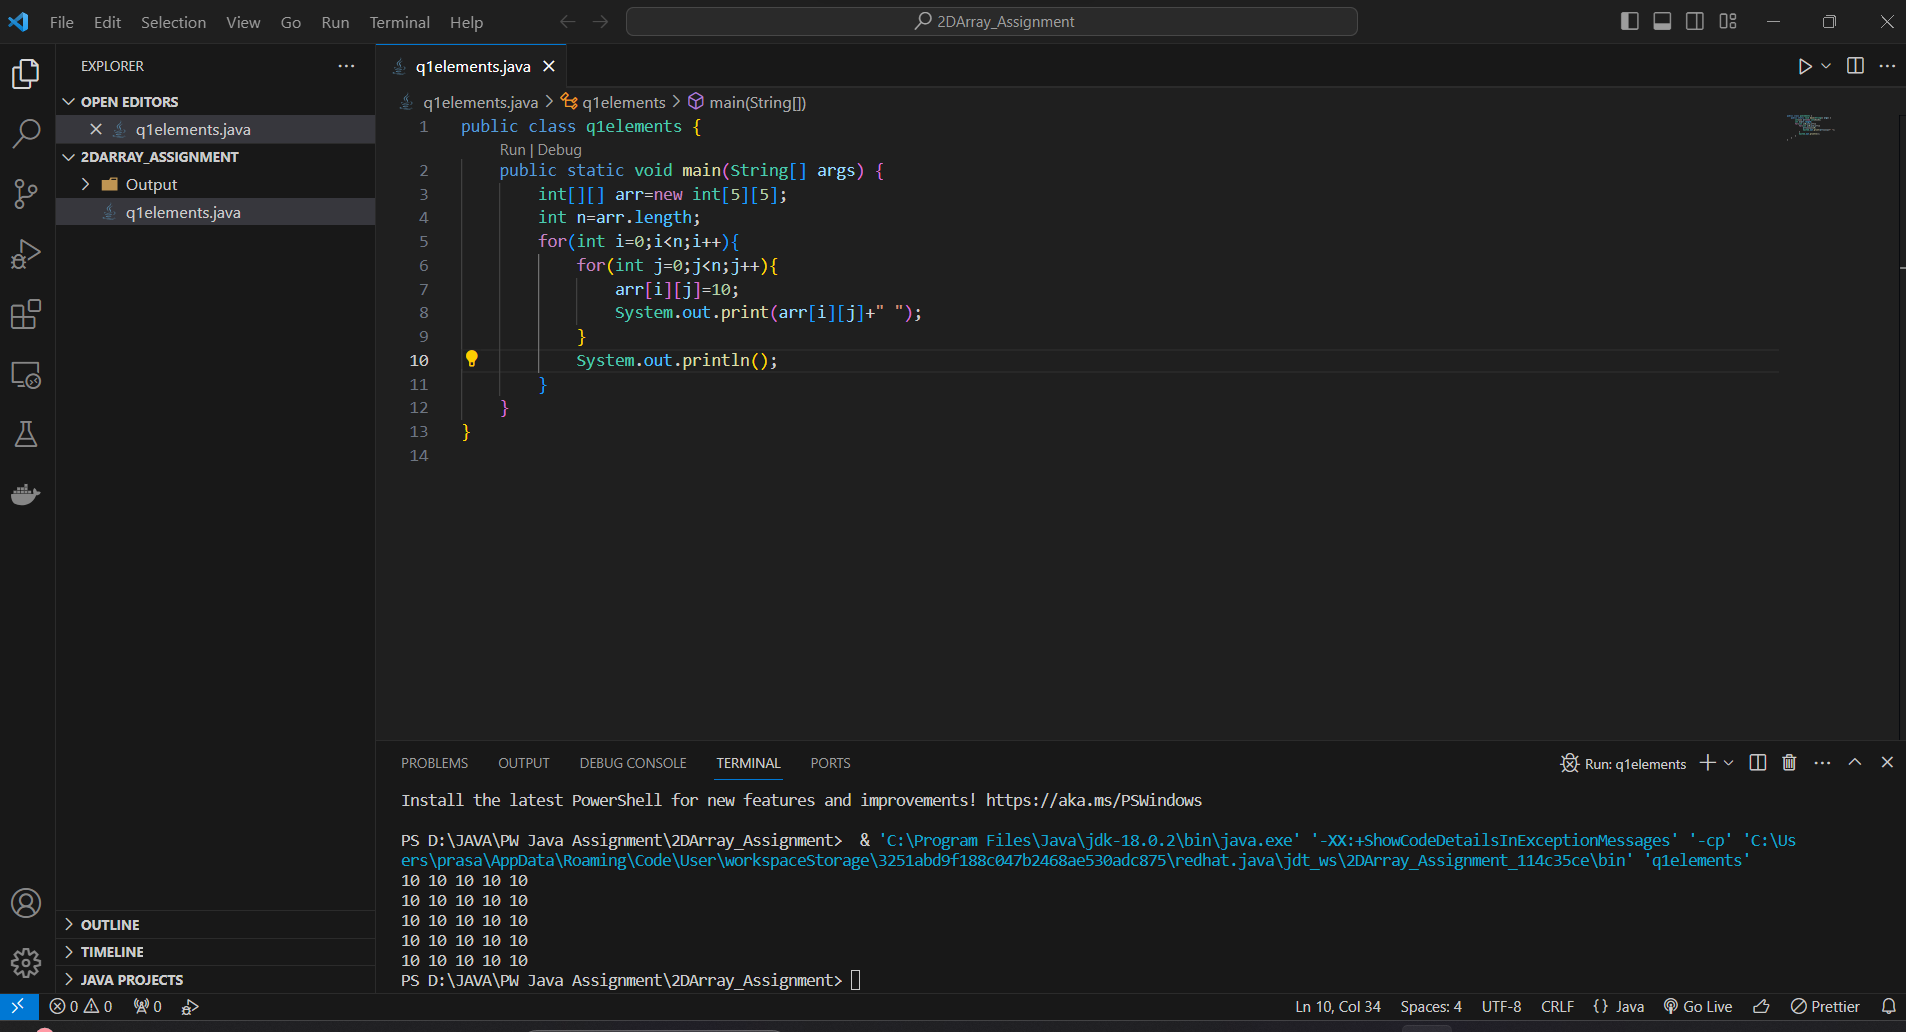 File Edit Selection View Go Run Terminal Help
2DArray_Assignment
EXPLORER
OPEN EDITORS
q1elements.java
2DARRAY_ASSIGNMENT
Output
q1elements.java
q1elements.java
q1elements.java > q1elements > main(String[])
1 public class q1elements {
Run | Debug
2 public static void main(String[] args) {
3 int[][] arr=new int[5][5];
4 int n=arr.length;
5 for(int i=0;i<n;i++){
6 for(int j=0;j<n;j++){
7 arr[i][j]=10;
8 System.out.print(arr[i][j]+" ");
9 }
10 System.out.println();
11 }
12 }
13 }
14
PROBLEMS OUTPUT DEBUG CONSOLE TERMINAL PORTS
Run: q1elements
Install the latest PowerShell for new features and improvements! https://aka.ms/PSWindows
PS D:\JAVA\PW Java Assignment\2DArray_Assignment>  & 'C:\Program Files\Java\jdk-18.0.2\bin\java.exe' '-XX:+ShowCodeDetailsInExceptionMessages' '-cp' 'C:\Us
ers\prasa\AppData\Roaming\Code\User\workspaceStorage\3251abd9f188c047b2468ae530adc875\redhat.java\jdt_ws\2DArray_Assignment_114c35ce\bin' 'q1elements'
10 10 10 10 10
10 10 10 10 10
10 10 10 10 10
10 10 10 10 10
10 10 10 10 10
PS D:\JAVA\PW Java Assignment\2DArray_Assignment>
OUTLINE
TIMELINE
JAVA PROJECTS
0 0 0
Ln 10, Col 34 Spaces: 4 UTF-8 CRLF {} Java Go Live Prettier